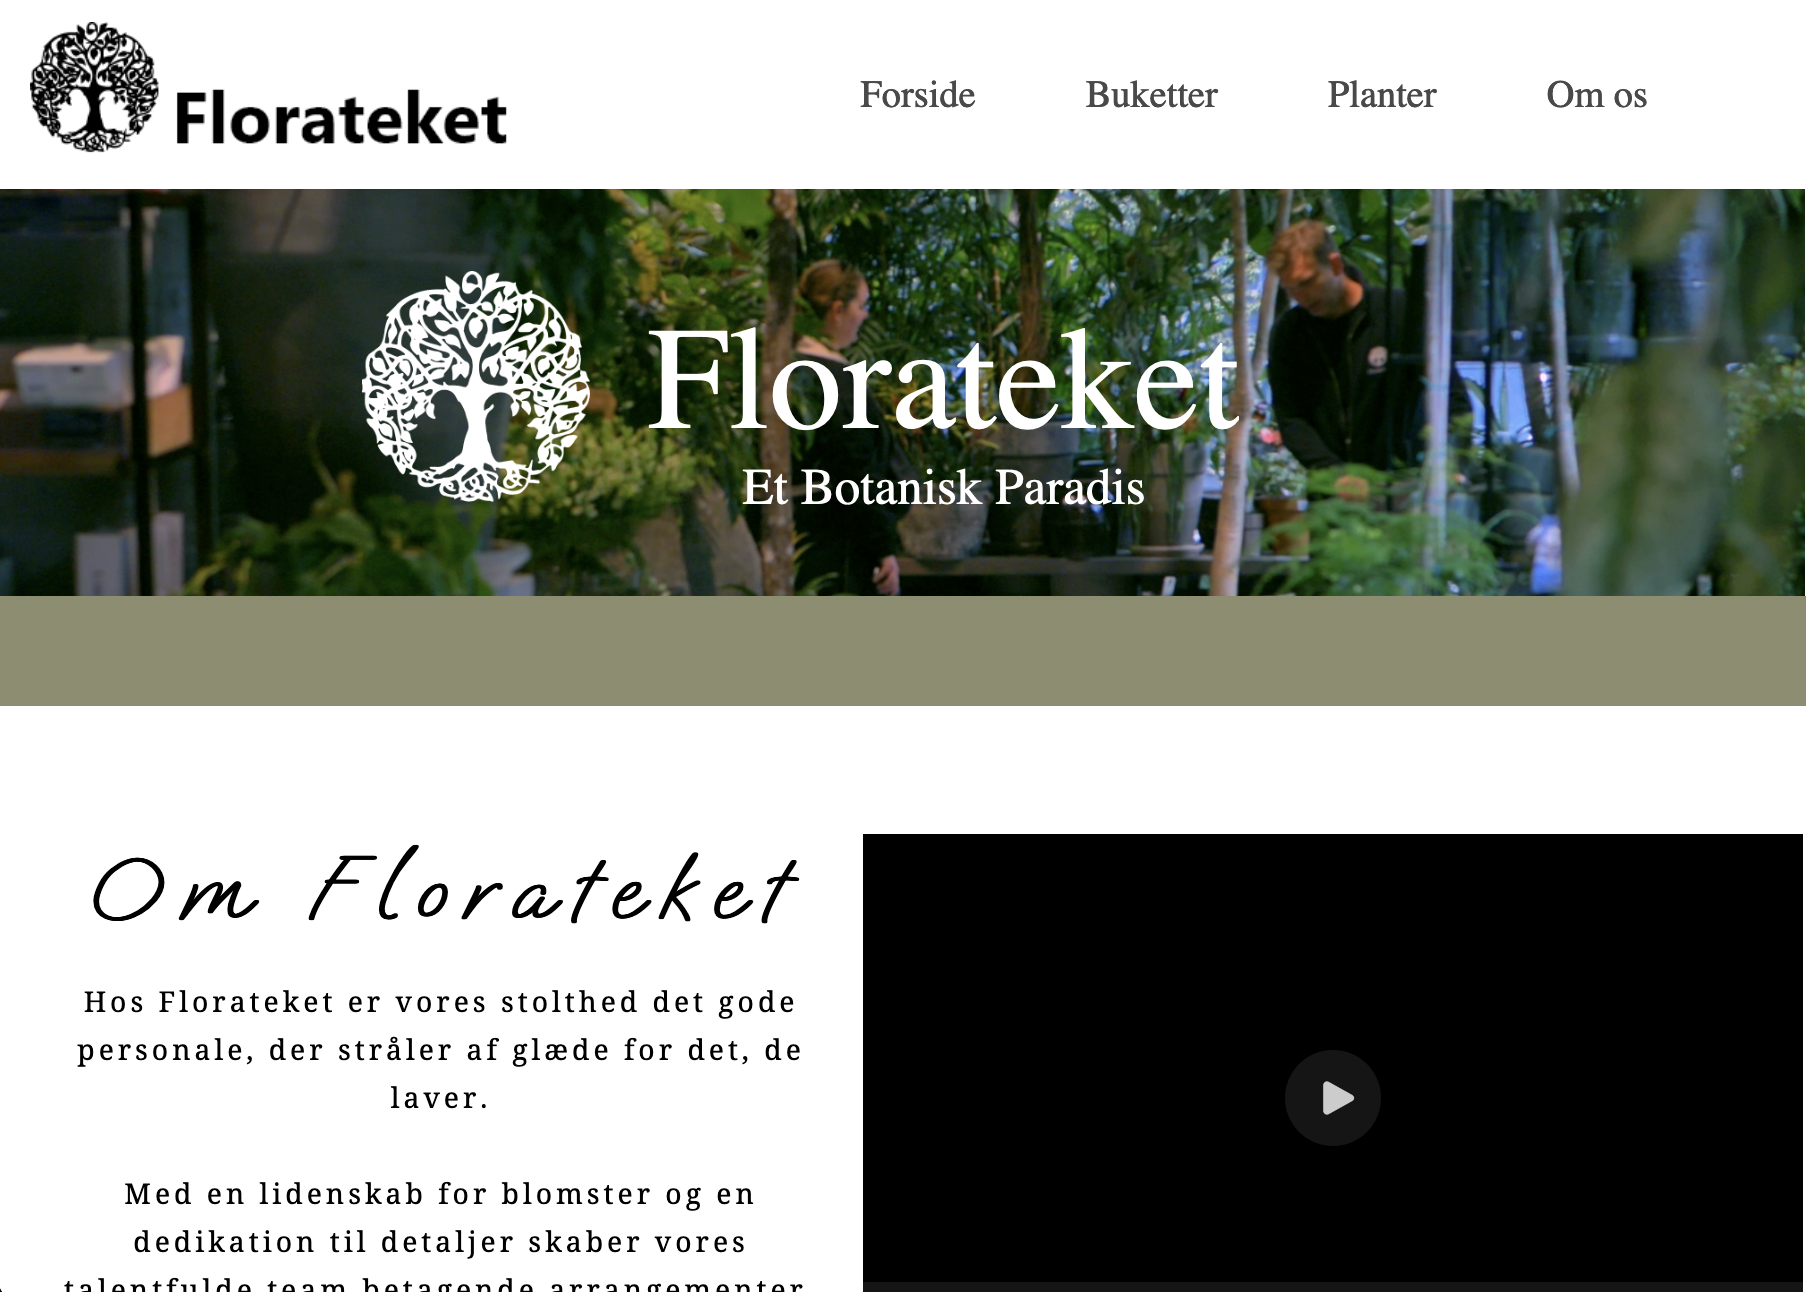 Florateket
Forside
Buketter
Planter
Om os
Florateket
Et Botanisk Paradis
Om Florateket
Hos Florateket er vores stolthed det gode
personale, der stråler af glæde for det, de
laver.
Med en lidenskab for blomster og en
dedikation til detaljer skaber vores
talentfulde team betagende arrangementer